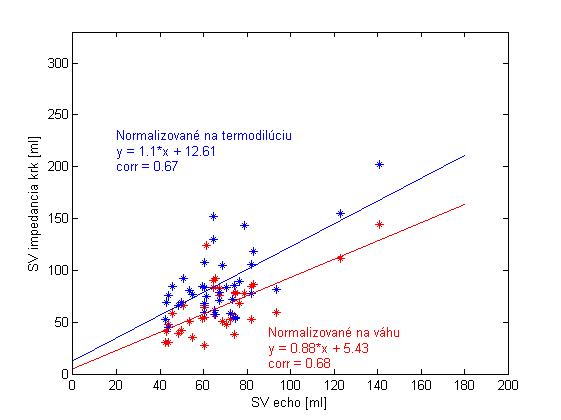 300
250
200
150
100
50
0
SV impedancia krk [ml]
Normalizované na termodilúciu
y = 1.1*x + 12.61
corr = 0.67
Normalizované na váhu
y = 0.88*x + 5.43
corr = 0.68
0 20 40 60 80 100 120 140 160 180 200
SV echo [ml]